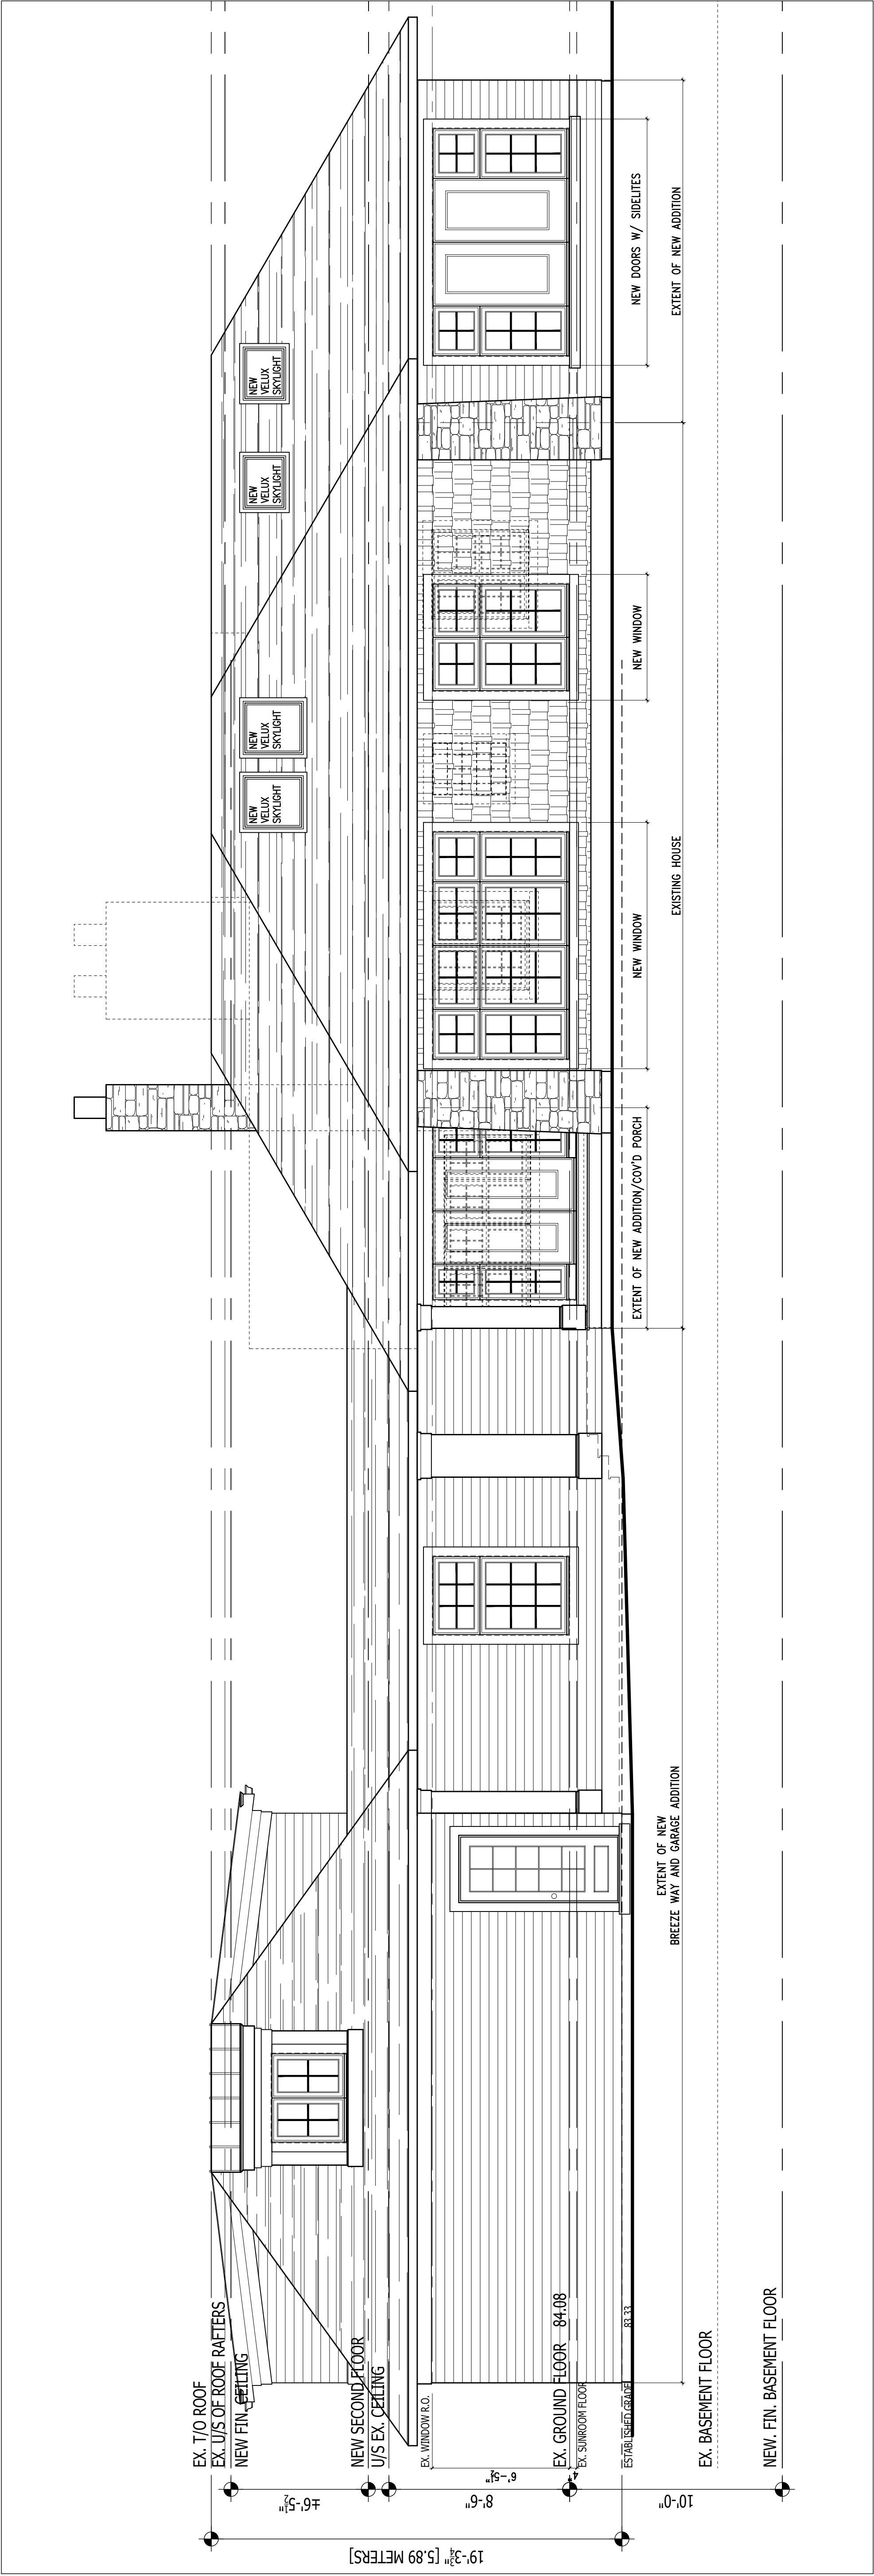 EX. T/O ROOF
EX. U/S OF ROOF RAFTERS
NEW FIN. CEILING
NEW SECOND FLOOR
U/S EX. CEILING
EX. WINDOW R.O.
EX. GROUND FLOOR 84.08
EX. SUNROOM FLOOR
ESTABLISHED GRADE 83.33
EX. BASEMENT FLOOR
NEW. FIN. BASEMENT FLOOR
±6'-5½"
8'-6"
6'-5½"
4"
10'-0"
[5.89 METERS]
NEW
VELUX
SKYLIGHT
NEW
VELUX
SKYLIGHT
NEW
VELUX
SKYLIGHT
NEW
VELUX
SKYLIGHT
EXTENT OF NEW ADDITION/COV'D PORCH
NEW WINDOW
NEW WINDOW
NEW DOORS W/ SIDELITES
EXTENT OF NEW
BREEZE WAY AND GARAGE ADDITION
EXISTING HOUSE
EXTENT OF NEW ADDITION